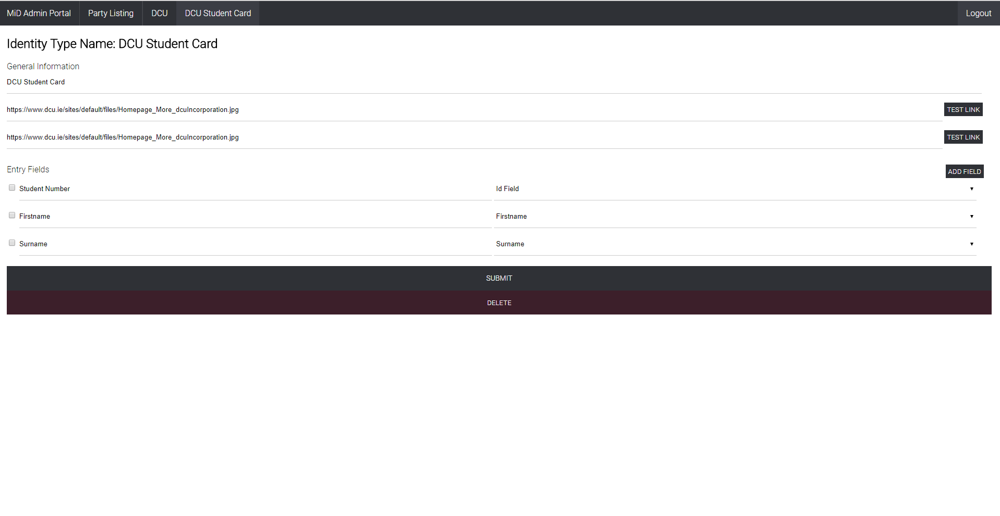 MiD Admin Portal Party Listing DCU DCU Student Card Logout
Identity Type Name: DCU Student Card
General Information
DCU Student Card
https://www.dcu.ie/sites/default/files/Homepage_More_dcuIncorporation.jpg TEST LINK
https://www.dcu.ie/sites/default/files/Homepage_More_dcuIncorporation.jpg TEST LINK
Entry Fields ADD FIELD
Student Number Id Field
Firstname Firstname
Surname Surname
SUBMIT
DELETE